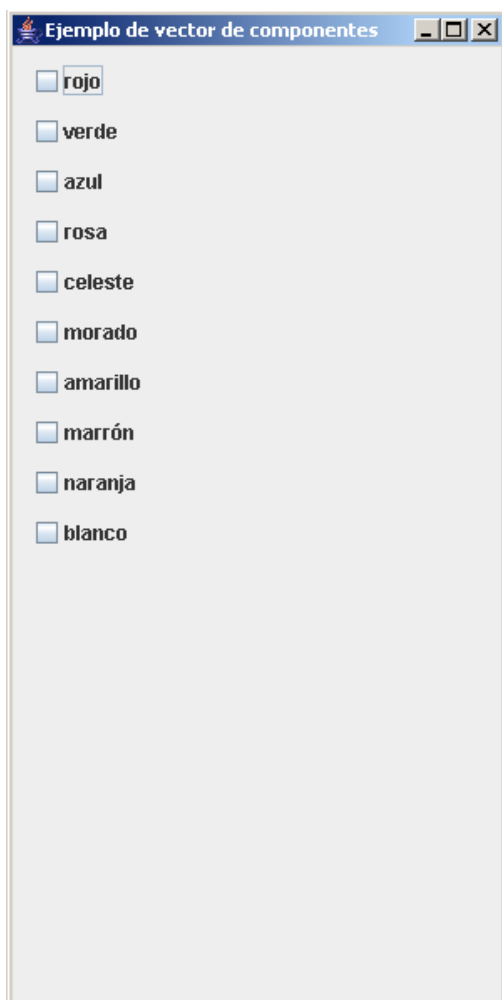 Ejemplo de vector de componentes
rojo
verde
azul
rosa
celeste
morado
amarillo
marrón
naranja
blanco